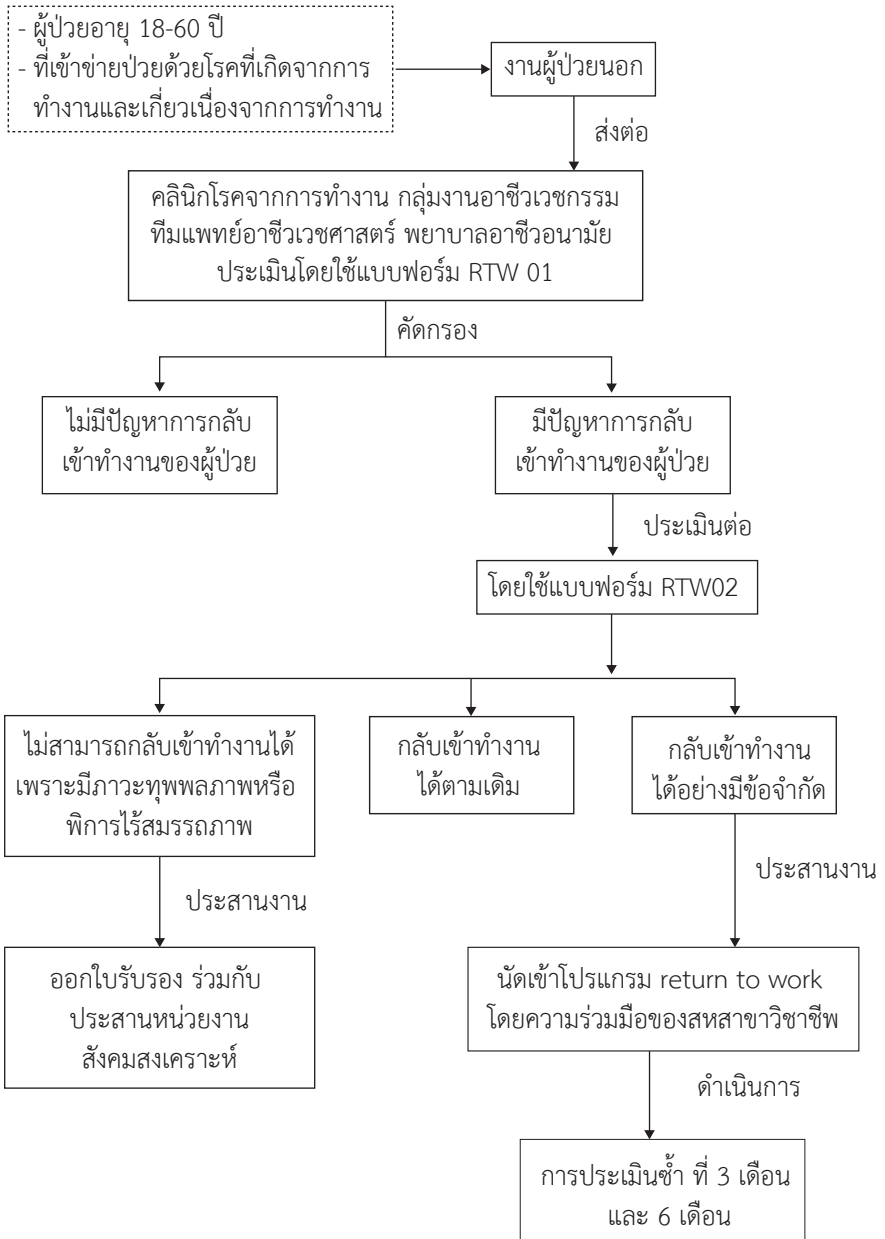 - ผู้ป่วยอายุ 18-60 ปี
- ที่เข้าข่ายป่วยด้วยโรคที่เกิดจากการ
ทำงานและเกี่ยวเนื่องจากการทำงาน
งานผู้ป่วยนอก
ส่งต่อ
คลินิกโรคจากการทำงาน กลุ่มงานอาชีวเวชกรรม
ทีมแพทย์อาชีวเวชศาสตร์ พยาบาลอาชีวอนามัย
ประเมินโดยใช้แบบฟอร์ม RTW 01
คัดกรอง
ไม่มีปัญหาการกลับ
เข้าทำงานของผู้ป่วย
มีปัญหาการกลับ
เข้าทำงานของผู้ป่วย
ประเมินต่อ
โดยใช้แบบฟอร์ม RTW02
ไม่สามารถกลับเข้าทำงานได้
เพราะมีภาวะทุพพลภาพหรือ
พิการไร้สมรรถภาพ
กลับเข้าทำงาน
ได้ตามเดิม
กลับเข้าทำงาน
ได้อย่างมีข้อจำกัด
ประสานงาน
ประสานงาน
ออกใบรับรอง ร่วมกับ
ประสานหน่วยงาน
สังคมสงเคราะห์
นัดเข้าโปรแกรม return to work
โดยความร่วมมือของสหสาขาวิชาชีพ
ดำเนินการ
การประเมินซ้ำ ที่ 3 เดือน
และ 6 เดือน